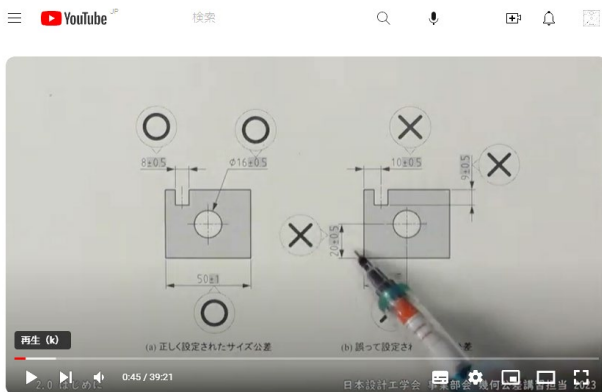 YouTube JP
検索
8±0.5
Φ16±0.5
10±0.5
9±0.5
20±0.5
50±1
(a) 正しく設定されたサイズ公差
(b) 誤って設定され
差
再生 (k)
0:45 / 39:21
2.0 はじめに
日本設計工学会
部会 幾何公差講習担当 2023